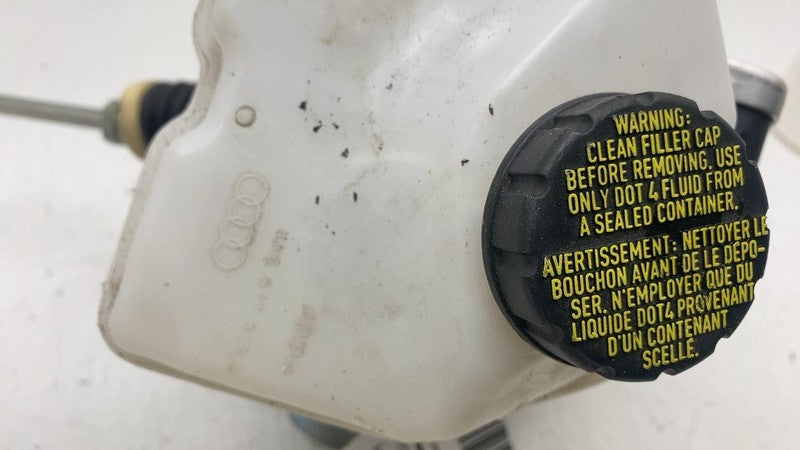 WARNING:
CLEAN FILLER CAP
BEFORE REMOVING. USE
ONLY DOT 4 FLUID FROM
A SEALED CONTAINER.
AVERTISSEMENT: NETTOYER LE
BOUCHON AVANT DE LE DÉPO-
SER. N'EMPLOYER QUE DU
LIQUIDE DOT4 PROVENANT
D'UN CONTENANT
SCELLÉ.